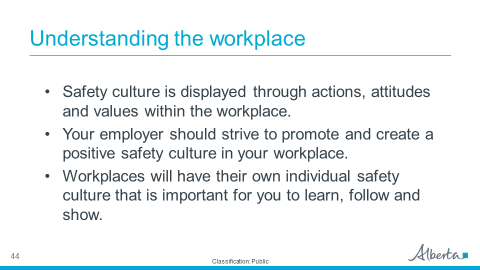 Understanding the workplace
• Safety culture is displayed through actions, attitudes
and values within the workplace.
• Your employer should strive to promote and create a
positive safety culture in your workplace.
• Workplaces will have their own individual safety
culture that is important for you to learn, follow and
show.
44
Classification: Public
Alberta